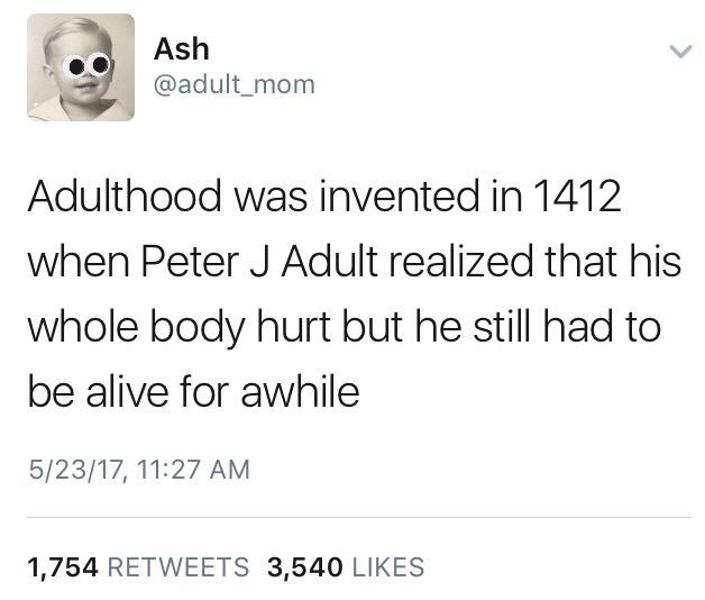 Ash
@adult_mom
Adulthood was invented in 1412
when Peter J Adult realized that his
whole body hurt but he still had to
be alive for awhile
5/23/17, 11:27 AM
1,754 RETWEETS 3,540 LIKES